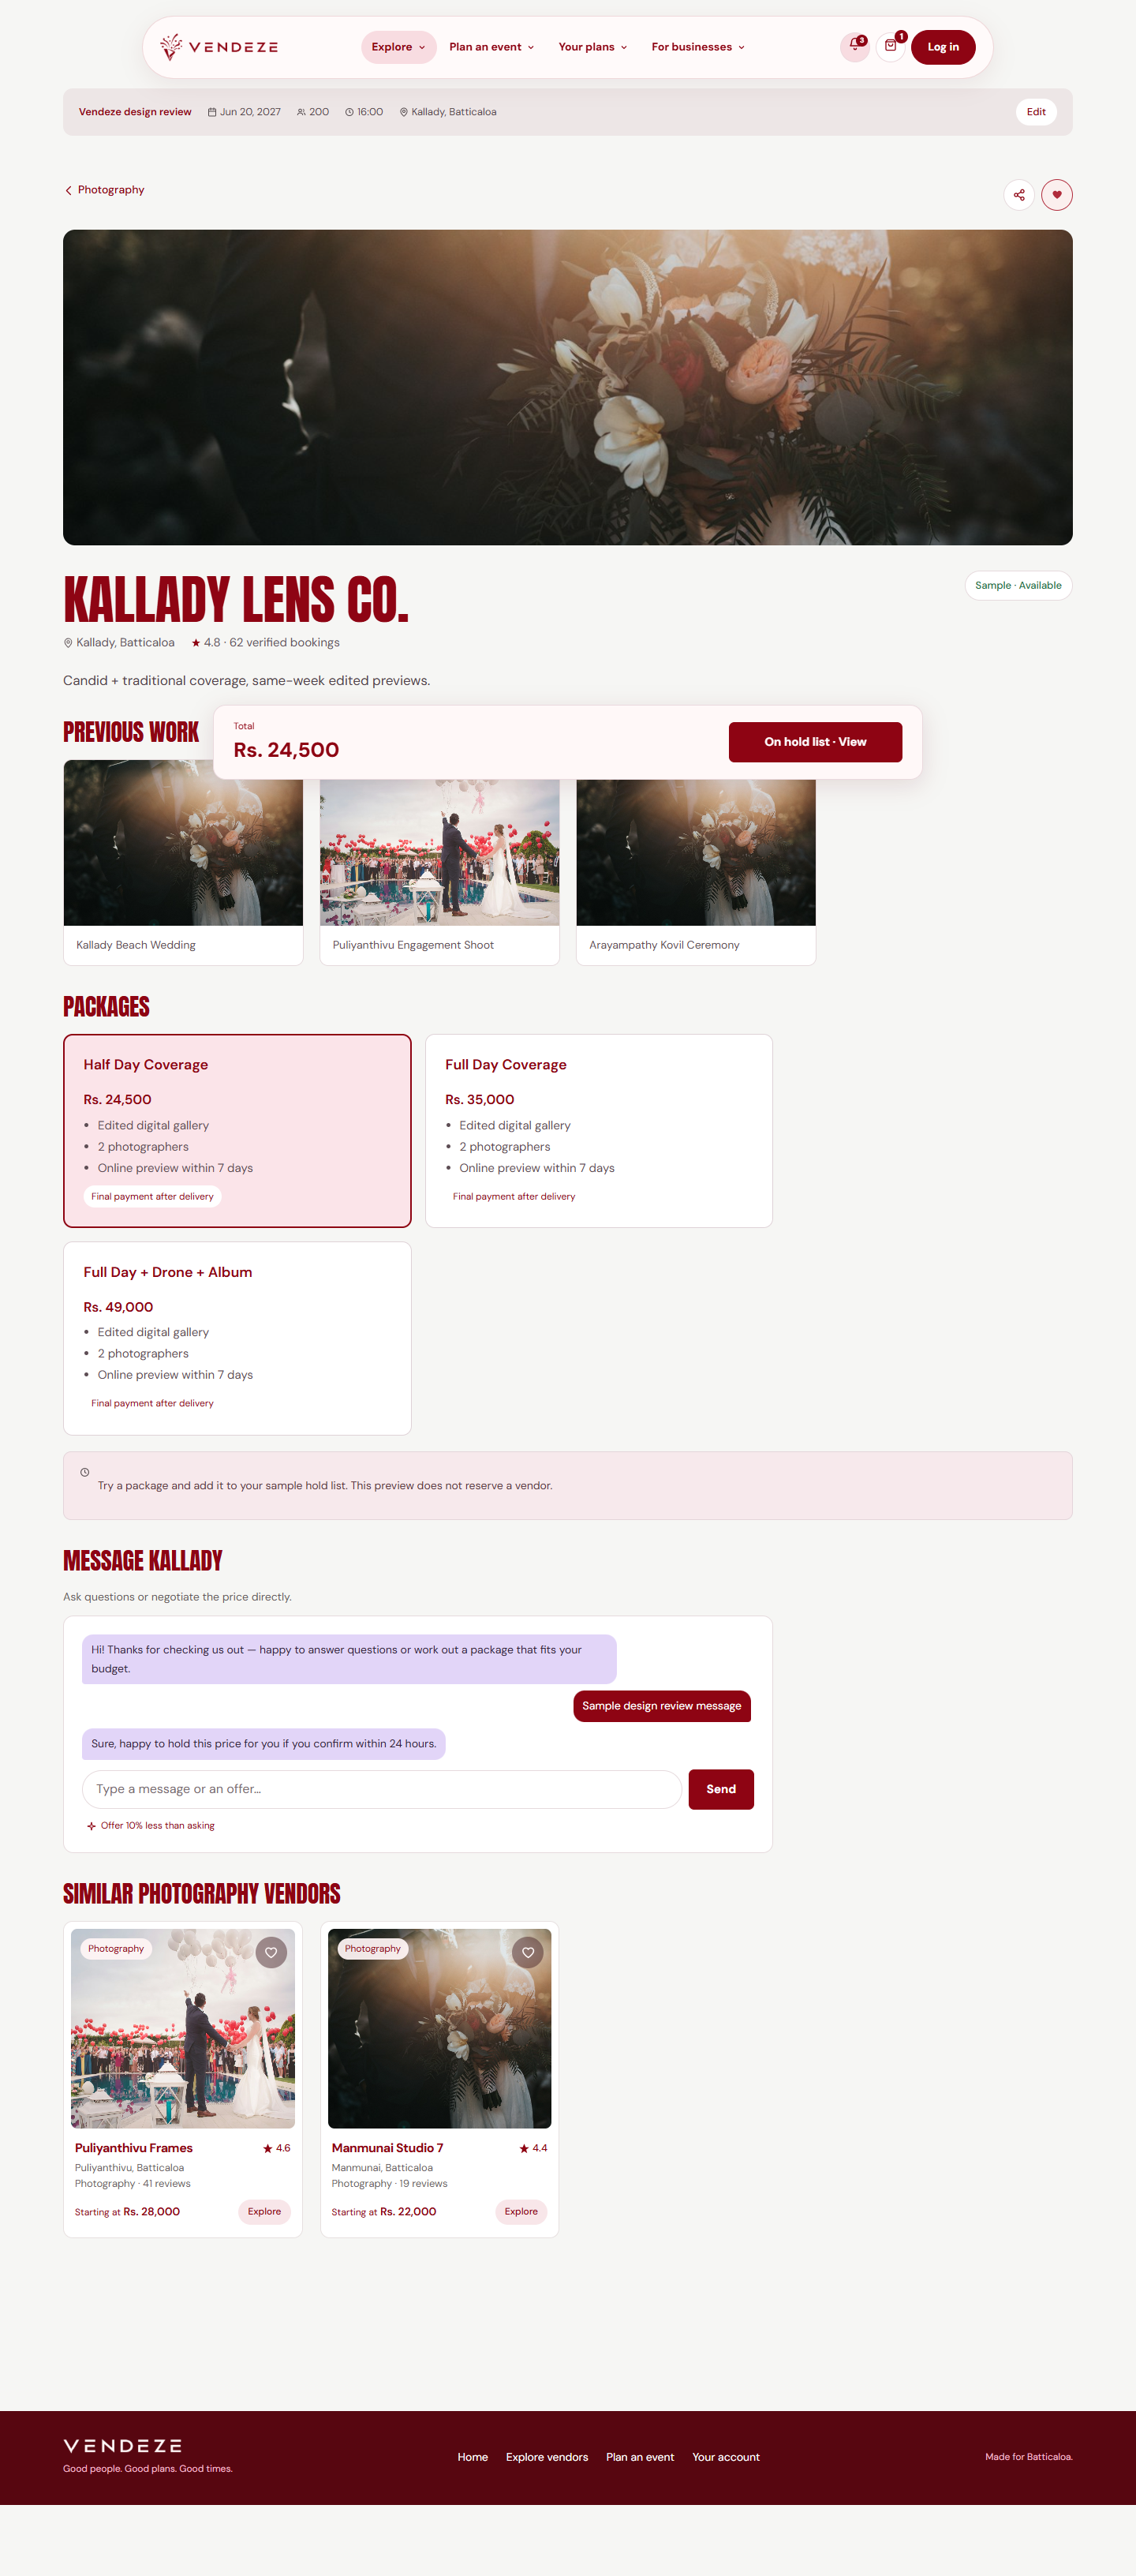 VENDEZE
Explore
Plan an event
Your plans
For businesses
3
1
Log in
Vendeze design review
Jun 20, 2027
200
16:00
Kallady, Batticaloa
Edit
Photography
KALLADY LENS CO.
Sample · Available
Kallady, Batticaloa
★ 4.8 · 62 verified bookings
Candid + traditional coverage, same-week edited previews.
PREVIOUS WORK
Total
Rs. 24,500
On hold list · View
Kallady Beach Wedding
Puliyanthivu Engagement Shoot
Arayampathy Kovil Ceremony
PACKAGES
Half Day Coverage
Rs. 24,500
• Edited digital gallery
• 2 photographers
• Online preview within 7 days
Final payment after delivery
Full Day Coverage
Rs. 35,000
• Edited digital gallery
• 2 photographers
• Online preview within 7 days
Final payment after delivery
Full Day + Drone + Album
Rs. 49,000
• Edited digital gallery
• 2 photographers
• Online preview within 7 days
Final payment after delivery
Try a package and add it to your sample hold list. This preview does not reserve a vendor.
MESSAGE KALLADY
Ask questions or negotiate the price directly.
Hi! Thanks for checking us out — happy to answer questions or work out a package that fits your
budget.
Sample design review message
Sure, happy to hold this price for you if you confirm within 24 hours.
Type a message or an offer...
Send
Offer 10% less than asking
SIMILAR PHOTOGRAPHY VENDORS
Photography
Puliyanthivu Frames
★ 4.6
Puliyanthivu, Batticaloa
Photography · 41 reviews
Starting at Rs. 28,000
Explore
Photography
Manmunai Studio 7
★ 4.4
Manmunai, Batticaloa
Photography · 19 reviews
Starting at Rs. 22,000
Explore
VENDEZE
Good people. Good plans. Good times.
Home
Explore vendors
Plan an event
Your account
Made for Batticaloa.